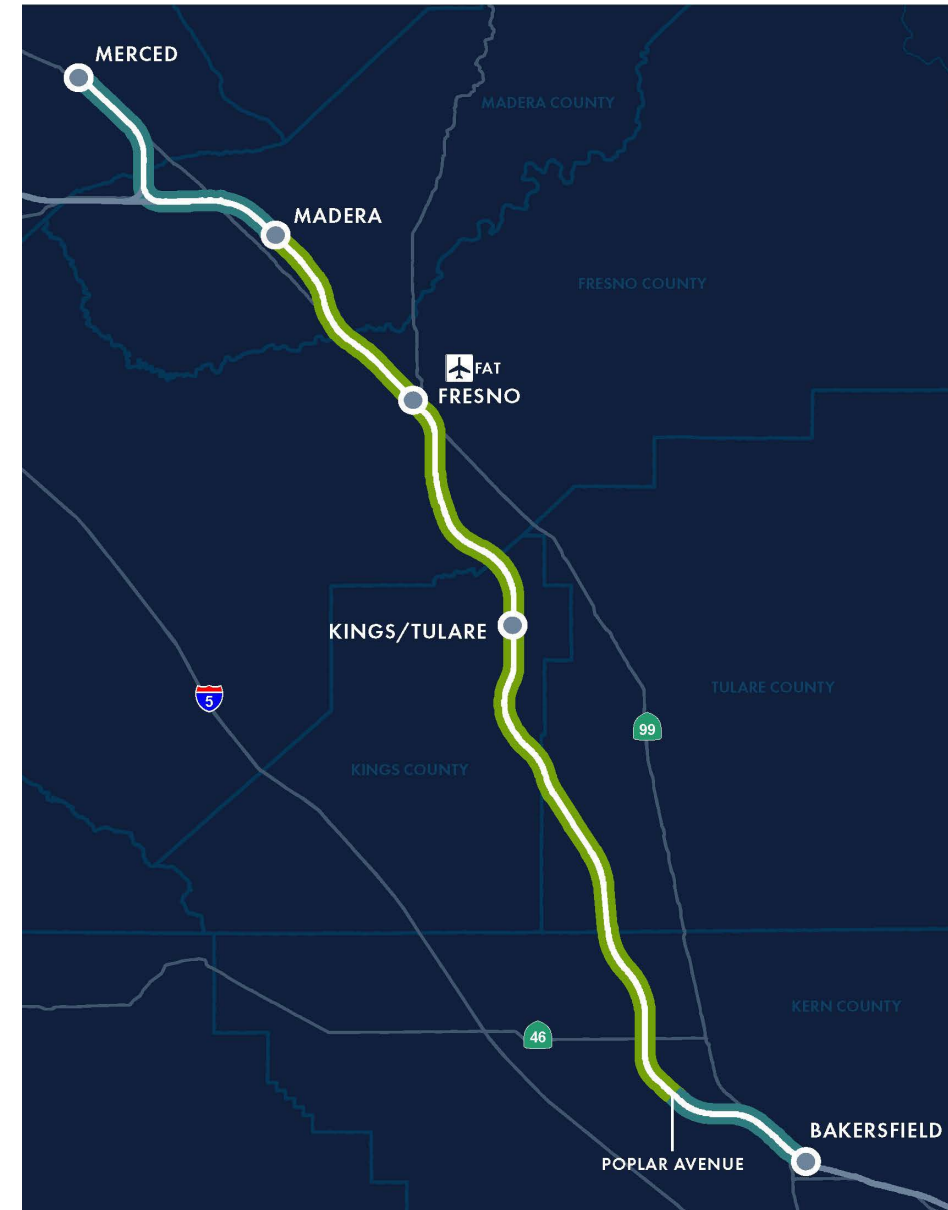 MERCED
MADERA COUNTY
MADERA
FRESNO COUNTY
FAT
FRESNO
KINGS/TULARE
TULARE COUNTY
5
99
KINGS COUNTY
KERN COUNTY
46
BAKERSFIELD
POPLAR AVENUE